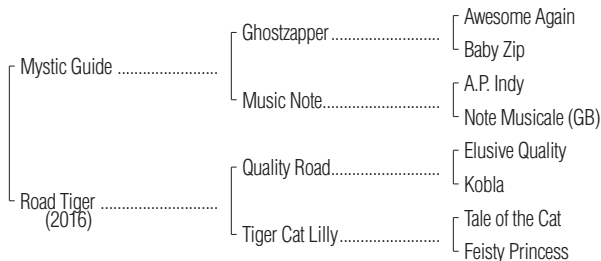 Awesome Again
Ghostzapper........................
Baby Zip
Mystic Guide ......................
A.P. Indy
Music Note........................
Note Musicale (GB)
Elusive Quality
Quality Road........................
Kobla
Road Tiger ..........................
(2016)
Tale of the Cat
Tiger Cat Lilly......................
Feisty Princess